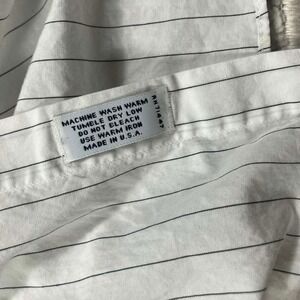 MACHINE WASH WARM
TUMBLE DRY LOW
DO NOT BLEACH
USE WARM IRON
MADE IN U.S.A.